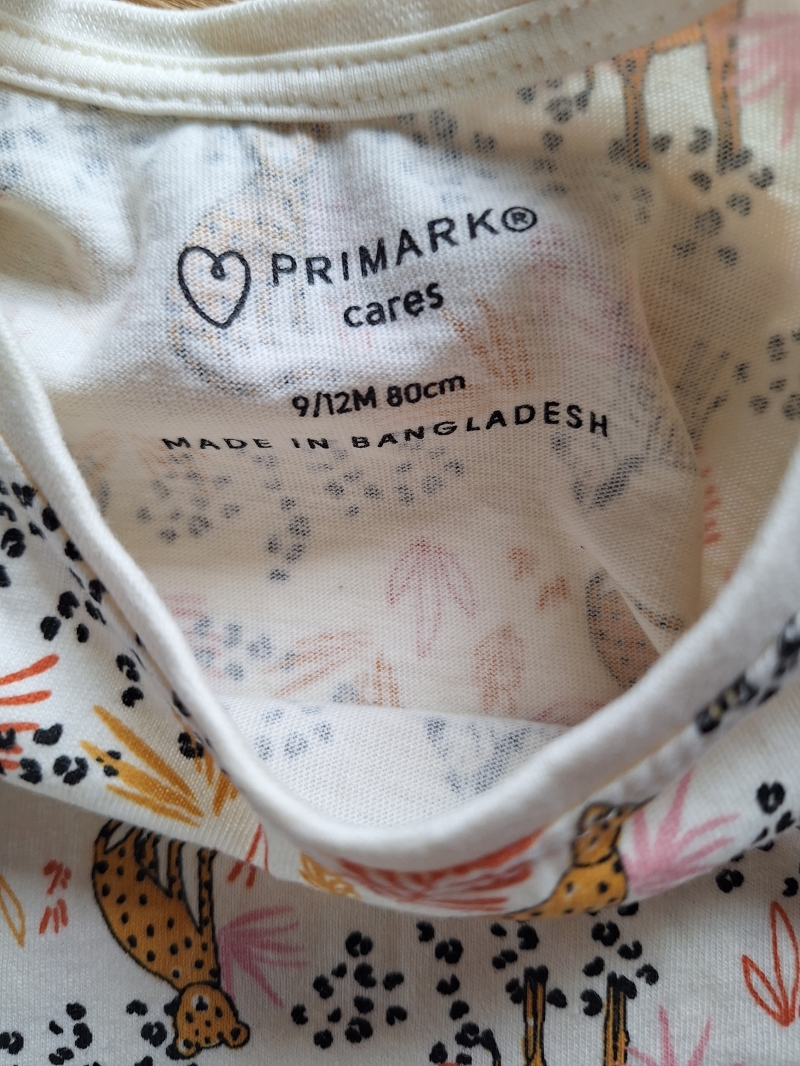 PRIMARK®
cares
9/12M 80cm
MADE IN BANGLADESH